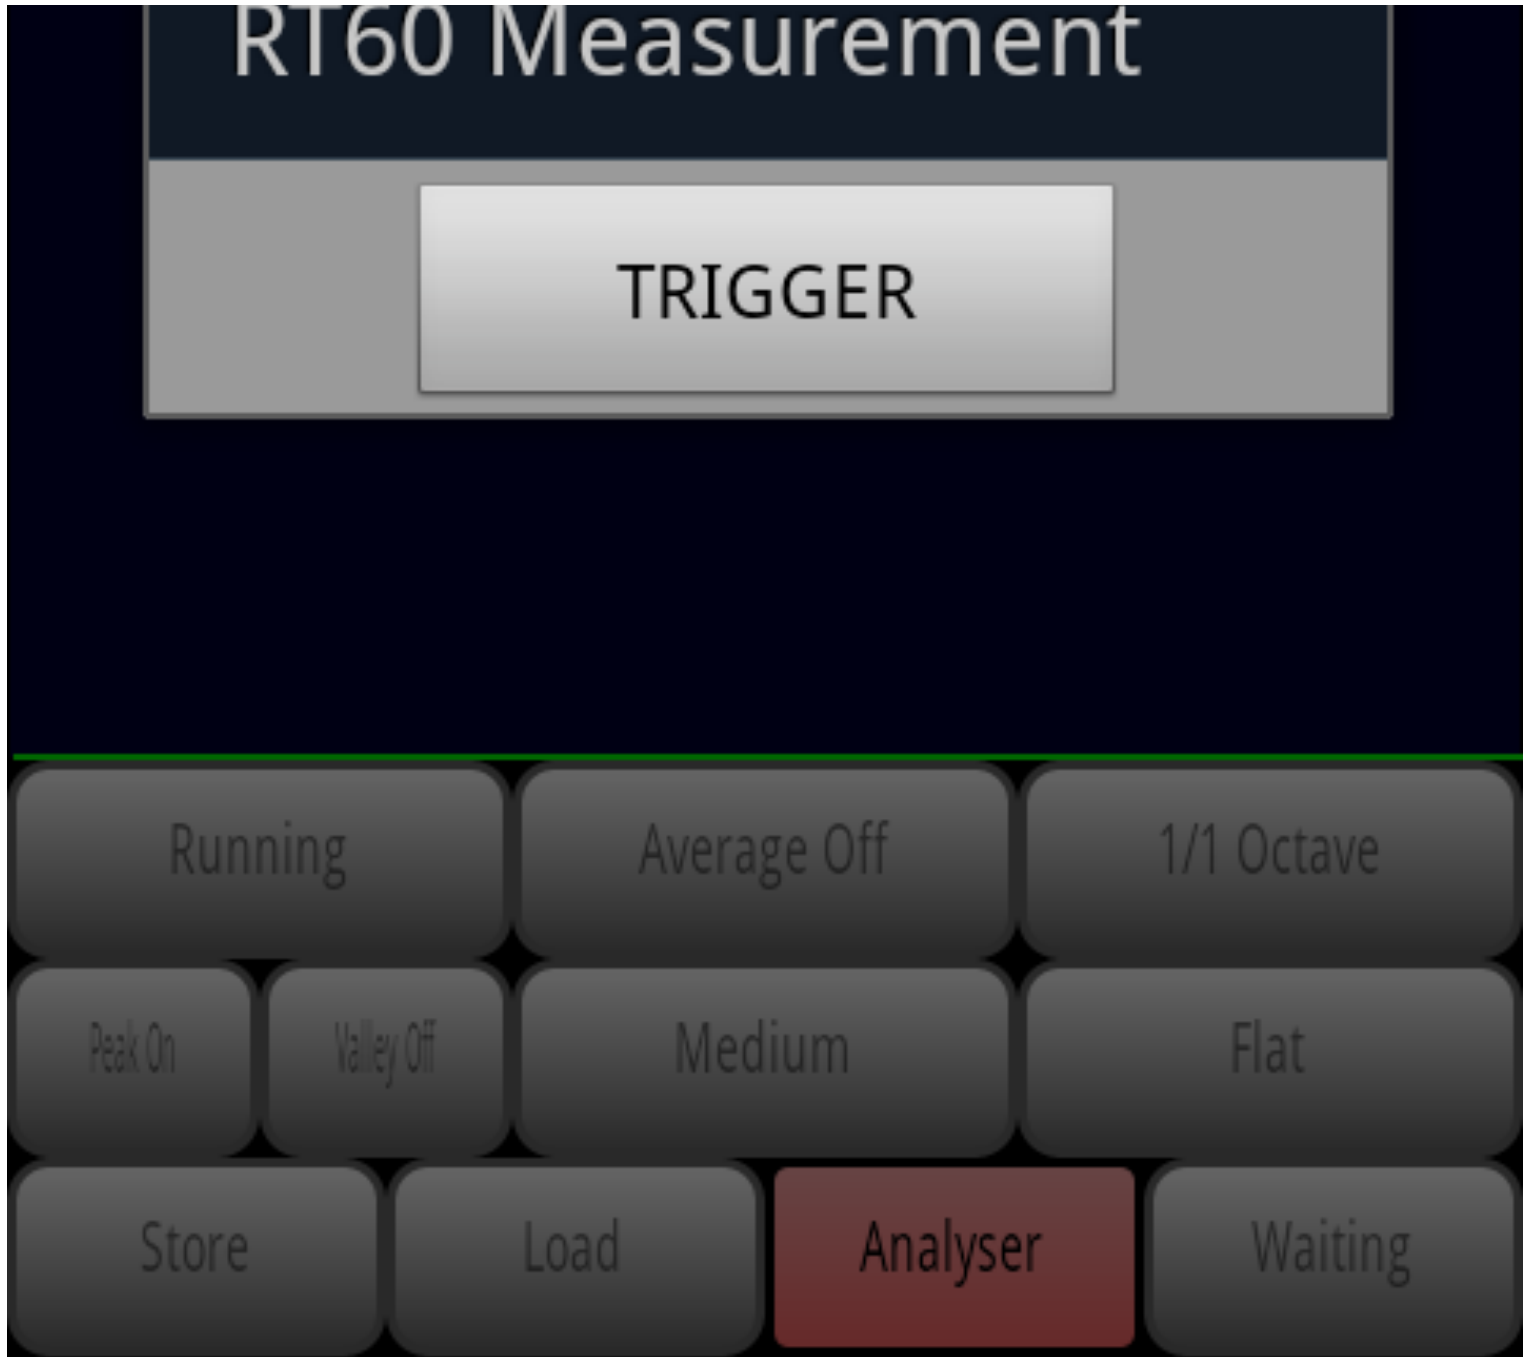 RT60 Measurement
TRIGGER
Running
Average Off
1/1 Octave
Peak On
Valley Off
Medium
Flat
Store
Load
Analyser
Waiting